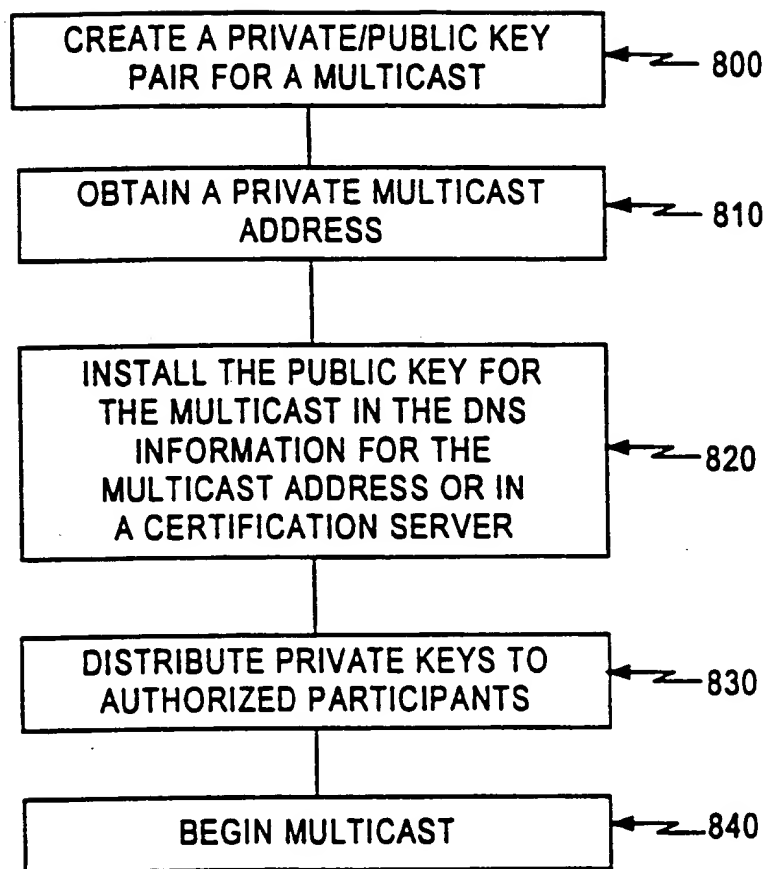 CREATE A PRIVATE/PUBLIC KEY
PAIR FOR A MULTICAST
800
OBTAIN A PRIVATE MULTICAST
ADDRESS
810
INSTALL THE PUBLIC KEY FOR
THE MULTICAST IN THE DNS
INFORMATION FOR THE
MULTICAST ADDRESS OR IN
A CERTIFICATION SERVER
820
DISTRIBUTE PRIVATE KEYS TO
AUTHORIZED PARTICIPANTS
830
BEGIN MULTICAST
840